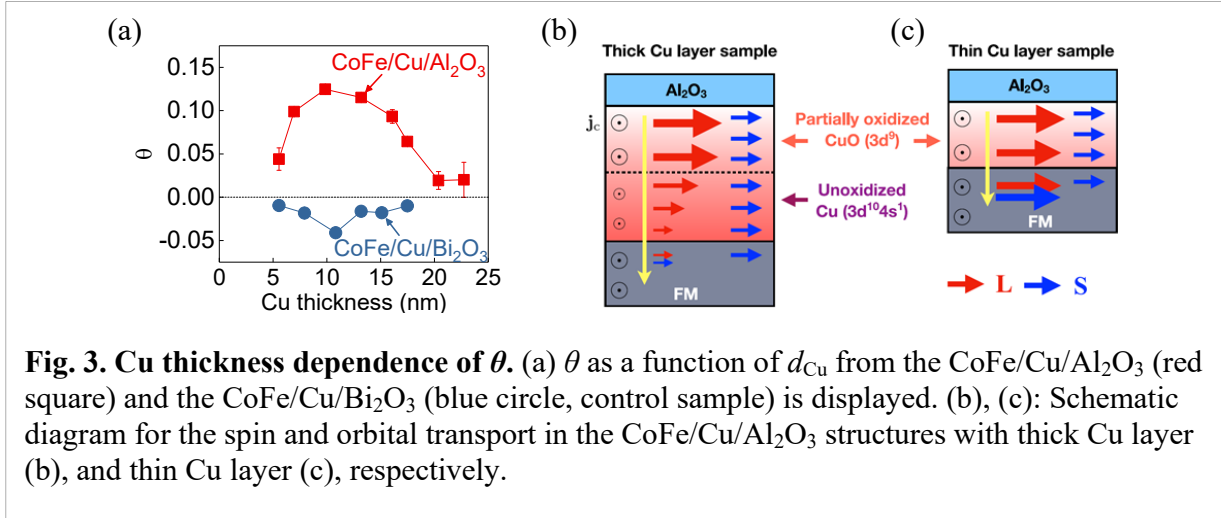 (a)
0.15
0.10
0.05
0.00
-0.05
θ
0
5
10
15
20
25
Cu thickness (nm)
CoFe/Cu/Al₂O₃
CoFe/Cu/Bi₂O₃
(b)
Thick Cu layer sample
Al₂O₃
j꜀
FM
Partially oxidized
CuO (3d⁹)
Unoxidized
Cu (3d¹⁰4s¹)
(c)
Thin Cu layer sample
Al₂O₃
FM
L
S
Fig. 3. Cu thickness dependence of θ. (a) θ as a function of d_Cu from the CoFe/Cu/Al₂O₃ (red
square) and the CoFe/Cu/Bi₂O₃ (blue circle, control sample) is displayed. (b), (c): Schematic
diagram for the spin and orbital transport in the CoFe/Cu/Al₂O₃ structures with thick Cu layer
(b), and thin Cu layer (c), respectively.